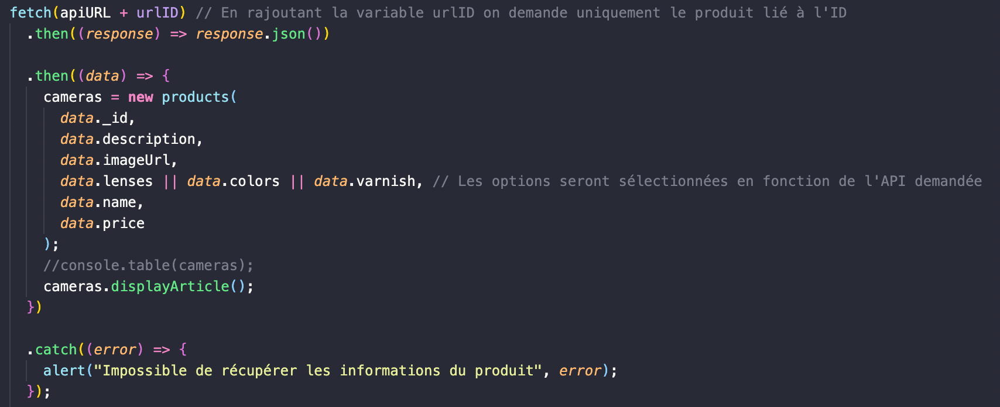 fetch(apiURL + urlID) // En rajoutant la variable urlID on demande uniquement le produit lié à l'ID
.then((response) => response.json())
.then((data) => {
cameras = new products(
data._id,
data.description,
data.imageUrl,
data.lenses || data.colors || data.varnish, // Les options seront sélectionnées en fonction de l'API demandée
data.name,
data.price
);
//console.table(cameras);
cameras.displayArticle();
})
.catch((error) => {
alert("Impossible de récupérer les informations du produit", error);
});